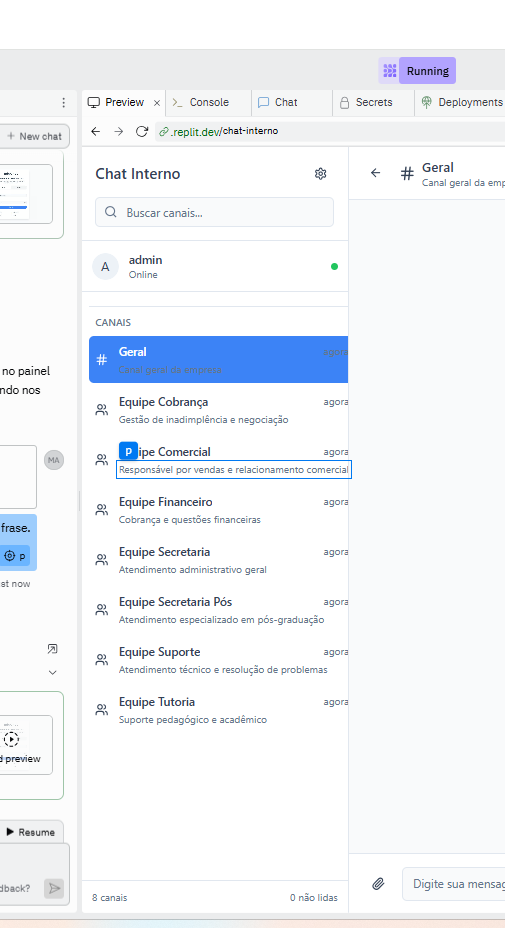 Running
Preview
Console
Chat
Secrets
Deployments
+ New chat
.replit.dev/chat-interno
Chat Interno
Geral
Canal geral da emp
Buscar canais...
A
admin
Online
CANAIS
Geral
agora
Canal geral da empresa
Equipe Cobrança
agora
Gestão de inadimplência e negociação
p
ipe Comercial
agora
Responsável por vendas e relacionamento comercial
Equipe Financeiro
agora
Cobrança e questões financeiras
Equipe Secretaria
agora
Atendimento administrativo geral
Equipe Secretaria Pós
agora
Atendimento especializado em pós-graduação
Equipe Suporte
agora
Atendimento técnico e resolução de problemas
Equipe Tutoria
agora
Suporte pedagógico e acadêmico
no painel
ndo nos
MA
frase.
p
st now
d preview
Resume
dback?
8 canais
0 não lidas
Digite sua mensag